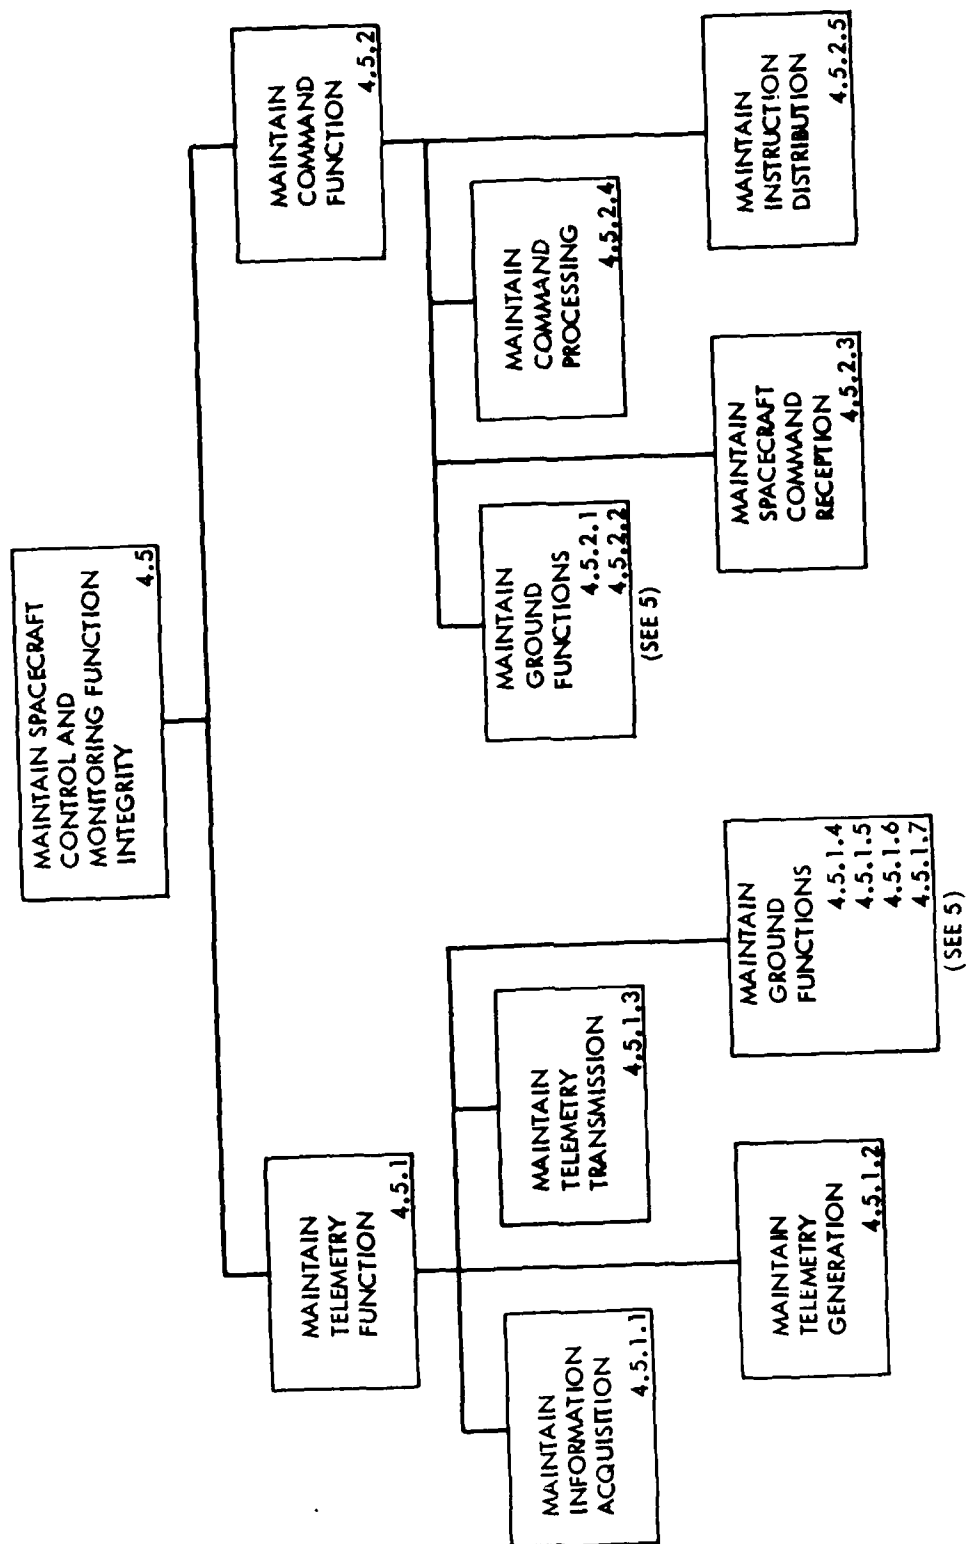 MAINTAIN SPACECRAFT
CONTROL AND
MONITORING FUNCTION
INTEGRITY
4.5
MAINTAIN
TELEMETRY
FUNCTION
4.5.1
MAINTAIN
COMMAND
FUNCTION
4.5.2
MAINTAIN
INFORMATION
ACQUISITION
4.5.1.1
MAINTAIN
TELEMETRY
GENERATION
4.5.1.2
MAINTAIN
TELEMETRY
TRANSMISSION
4.5.1.3
MAINTAIN
GROUND
FUNCTIONS
4.5.1.4
4.5.1.5
4.5.1.6
4.5.1.7
(SEE 5)
MAINTAIN
GROUND
FUNCTIONS
4.5.2.1
4.5.2.2
(SEE 5)
MAINTAIN
SPACECRAFT
COMMAND
RECEPTION
4.5.2.3
MAINTAIN
COMMAND
PROCESSING
4.5.2.4
MAINTAIN
INSTRUCTION
DISTRIBUTION
4.5.2.5